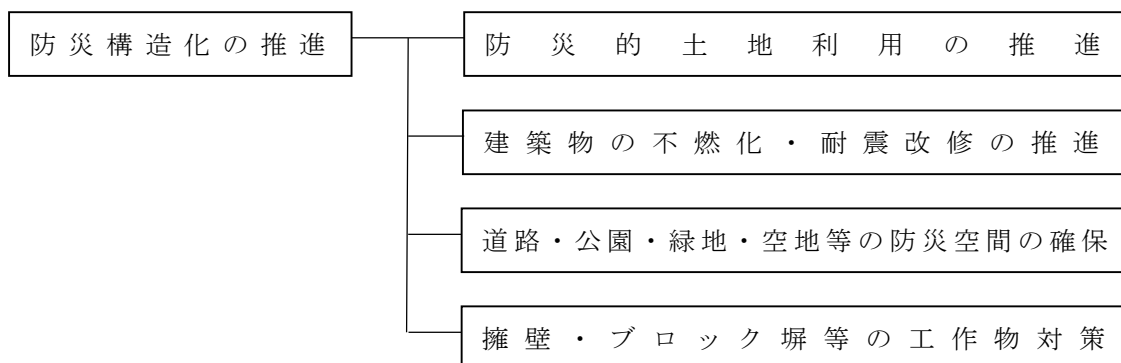 防災構造化の推進
防災的土地利用の推進
建築物の不燃化・耐震改修の推進
道路・公園・緑地・空地等の防災空間の確保
擁壁・ブロック塀等の工作物対策